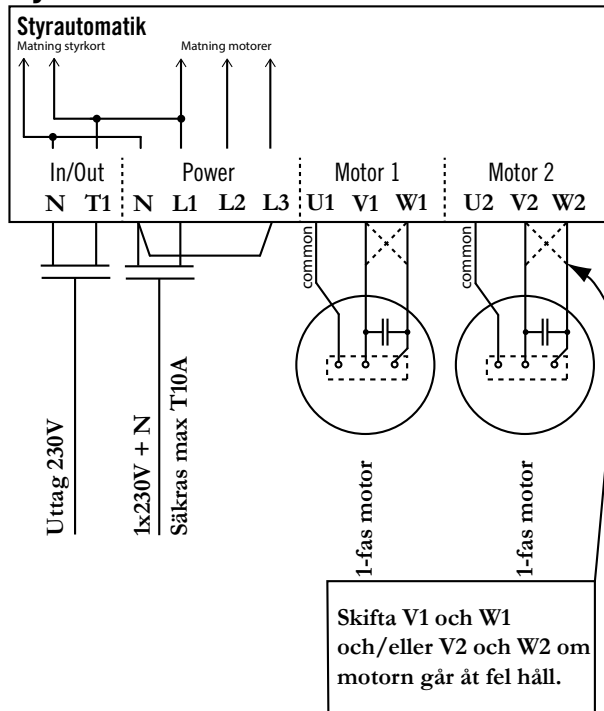 Styrautomatik
Matning styrkort
Matning motorer
In/Out
Power
Motor 1
Motor 2
N T1 N L1 L2 L3 U1 V1 W1 U2 V2 W2
common
common
Uttag 230V
1x230V + N
Säkras max T10A
1-fas motor
1-fas motor
Skifta V1 och W1
och/eller V2 och W2 om
motorn går åt fel håll.